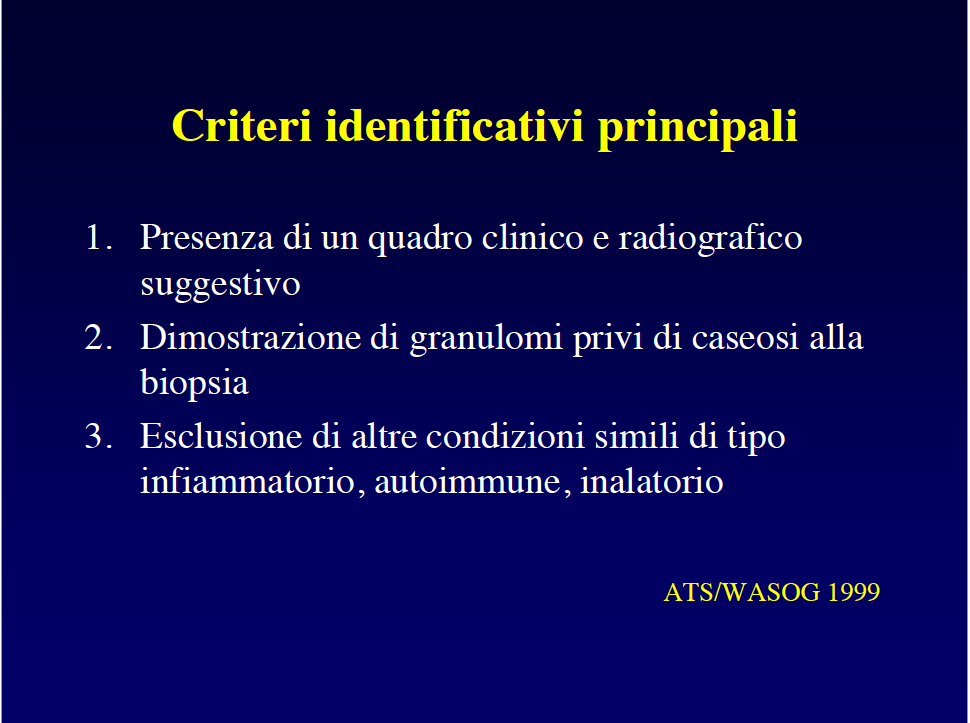 Criteri identificativi principali
1. Presenza di un quadro clinico e radiografico
suggestivo
2. Dimostrazione di granulomi privi di caseosi alla
biopsia
3. Esclusione di altre condizioni simili di tipo
infiammatorio, autoimmune, inalatorio
ATS/WASOG 1999